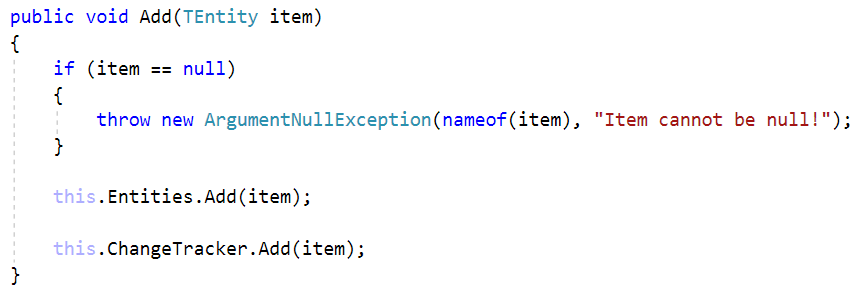 public void Add(TEntity item)
{
    if (item == null)
    {
        throw new ArgumentNullException(nameof(item), "Item cannot be null!");
    }

    this.Entities.Add(item);

    this.ChangeTracker.Add(item);
}